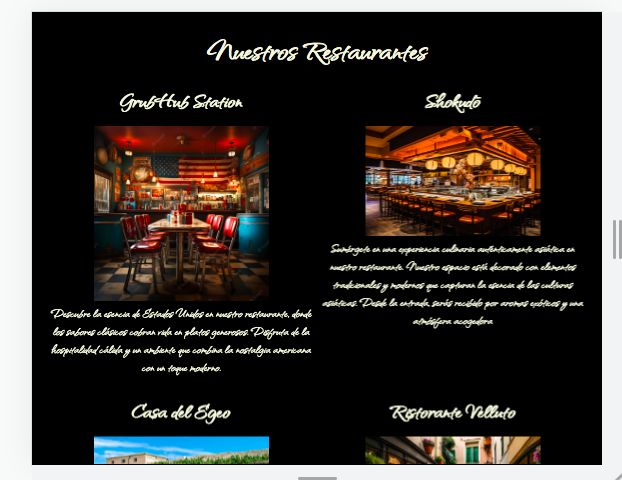 Nuestros Restaurantes
GrubHub Station
Shokudō
Descubre la esencia de Estados Unidos en nuestro restaurante, donde
los sabores clásicos cobran vida en platos generosos. Disfruta de la
hospitalidad cálida y un ambiente que combina la nostalgia americana
con un toque moderno.
Sumérgete en una experiencia culinaria auténticamente asiática en
nuestro restaurante. Nuestro espacio está decorado con elementos
tradicionales y modernos que capturan la esencia de las culturas
asiáticas. Desde la entrada, serás recibido por aromas exóticos y una
atmósfera acogedora
Casa del Egeo
Ristorante Velluto